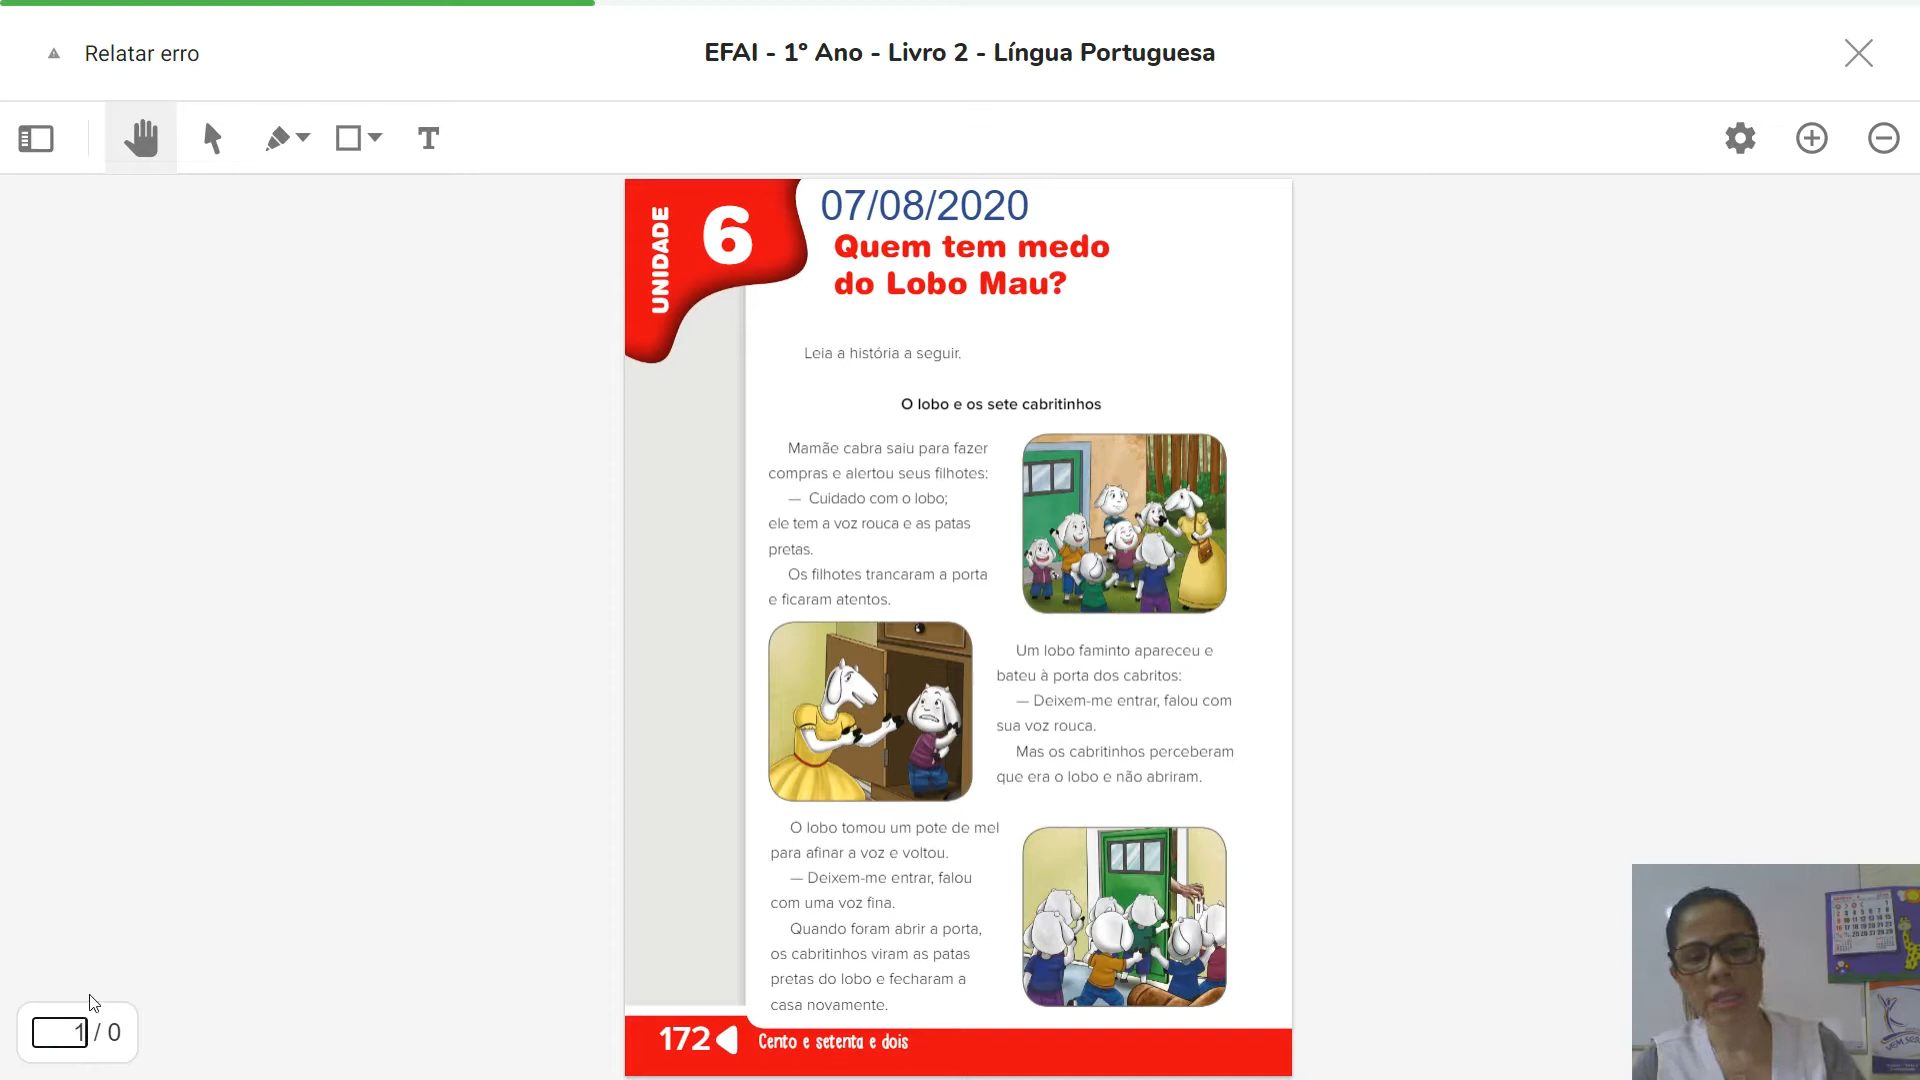 Relatar erro
EFAI - 1º Ano - Livro 2 - Língua Portuguesa
T
UNIDADE
6
07/08/2020
Quem tem medo
do Lobo Mau?
Leia a história a seguir.
O lobo e os sete cabritinhos
Mamãe cabra saiu para fazer
compras e alertou seus filhotes:
— Cuidado com o lobo;
ele tem a voz rouca e as patas
pretas.
Os filhotes trancaram a porta
e ficaram atentos.
Um lobo faminto apareceu e
bateu à porta dos cabritos:
— Deixem-me entrar, falou com
sua voz rouca.
Mas os cabritinhos perceberam
que era o lobo e não abriram.
O lobo tomou um pote de mel
para afinar a voz e voltou.
— Deixem-me entrar, falou
com uma voz fina.
Quando foram abrir a porta,
os cabritinhos viram as patas
pretas do lobo e fecharam a
casa novamente.
172
Cento e setenta e dois
1 / 0